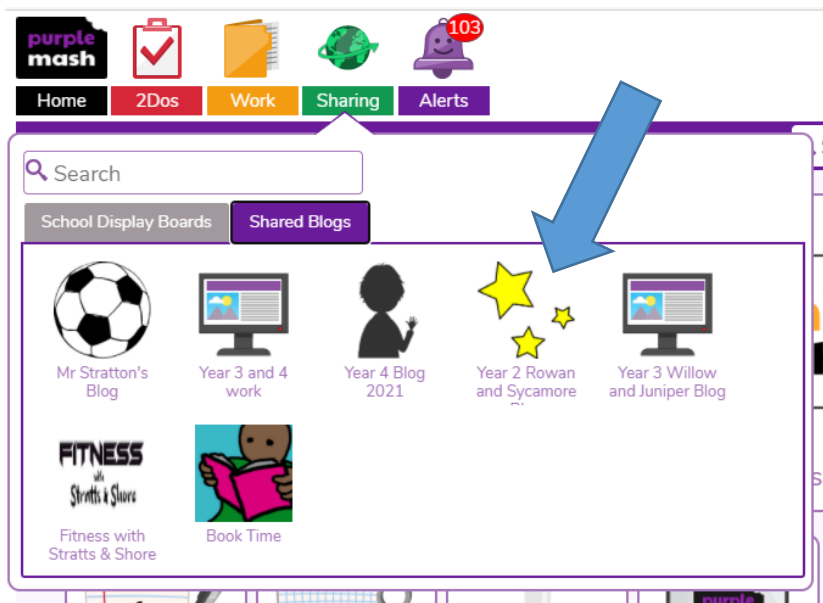 purple
mash
103
Home
2Dos
Work
Sharing
Alerts
Search
School Display Boards
Shared Blogs
Mr Stratton's
Blog
Year 3 and 4
work
Year 4 Blog
2021
Year 2 Rowan
and Sycamore
Year 3 Willow
and Juniper Blog
FITNESS
with
Stratts & Shore
Fitness with
Stratts & Shore
Book Time
purple